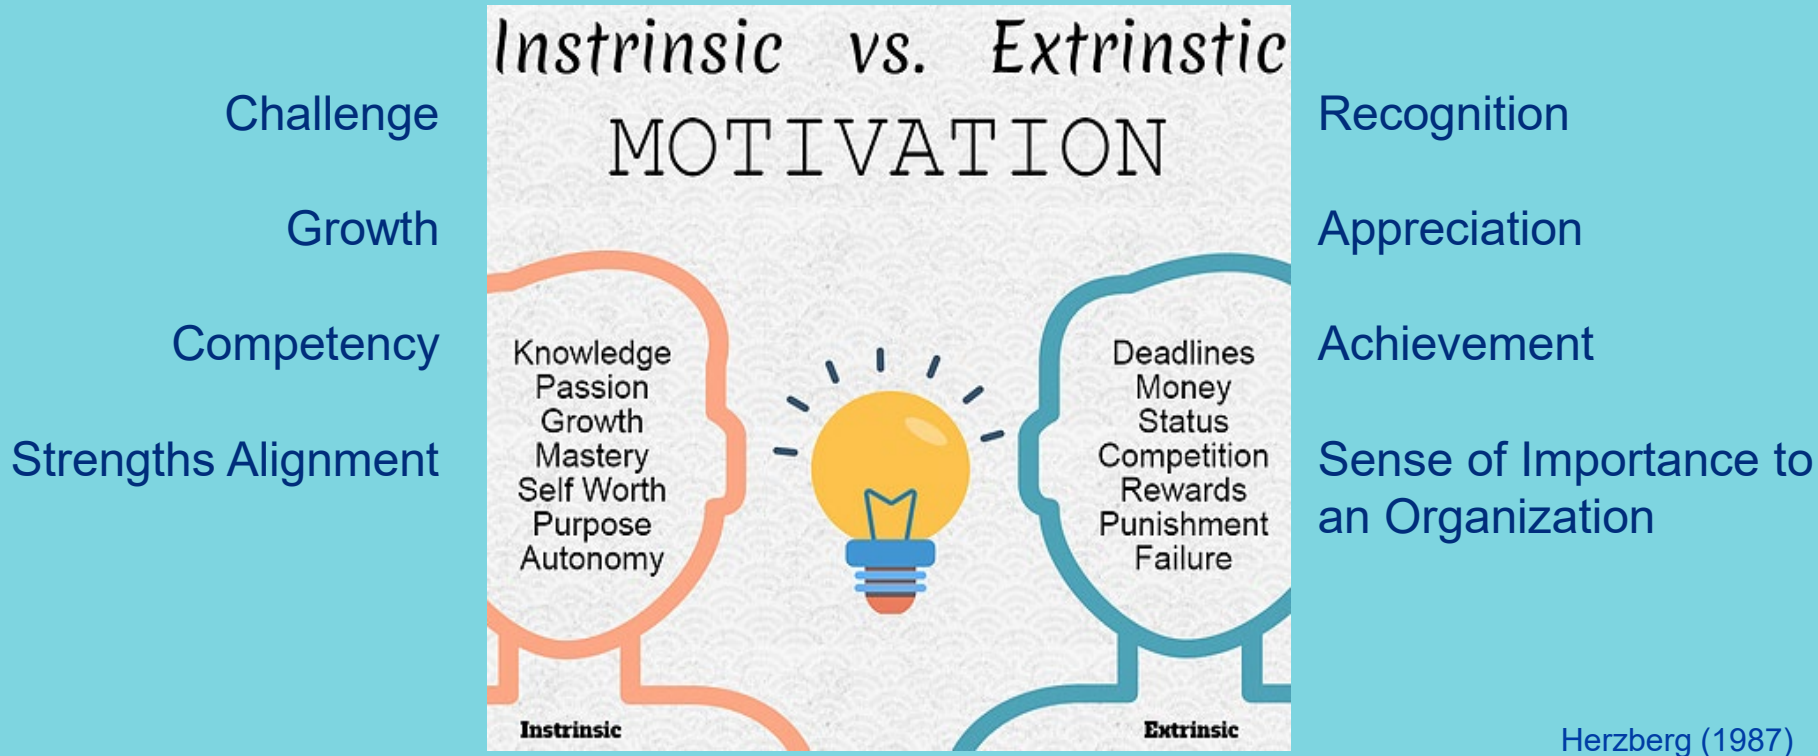 Instrinsic vs. Extrinstic
MOTIVATION
Challenge
Growth
Competency
Strengths Alignment
Knowledge
Passion
Growth
Mastery
Self Worth
Purpose
Autonomy
Instrinsic
Deadlines
Money
Status
Competition
Rewards
Punishment
Failure
Extrinsic
Recognition
Appreciation
Achievement
Sense of Importance to
an Organization
Herzberg (1987)